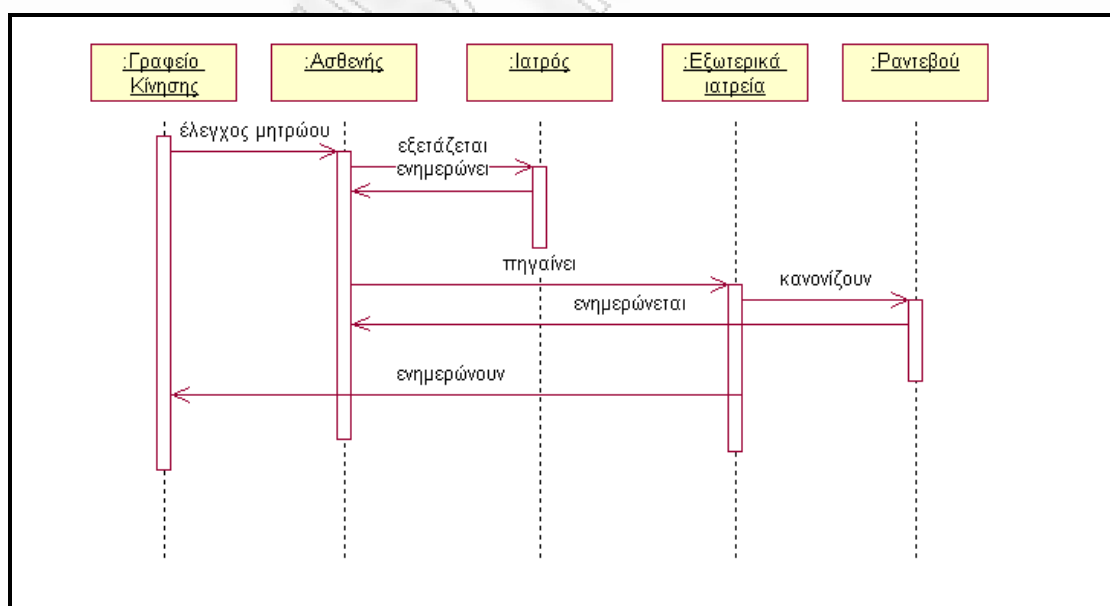 :Γραφείο
Κίνησης
:Ασθενής
:Ιατρός
:Εξωτερικά
ιατρεία
:Ραντεβού
έλεγχος μητρώου
εξετάζεται
ενημερώνει
πηγαίνει
κανονίζουν
ενημερώνεται
ενημερώνουν